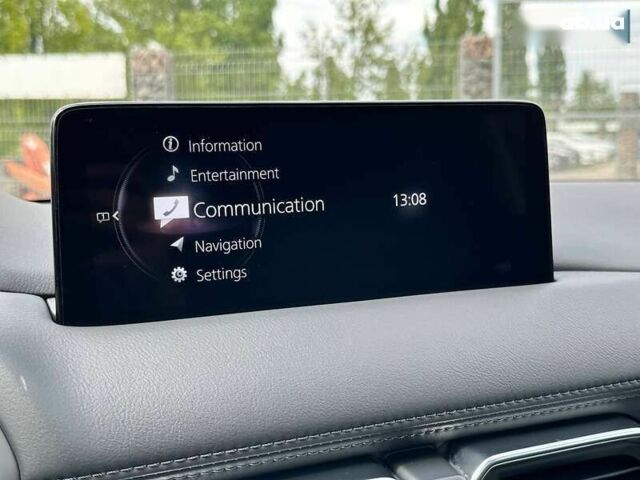 Information
Entertainment
Communication
13:08
Navigation
Settings